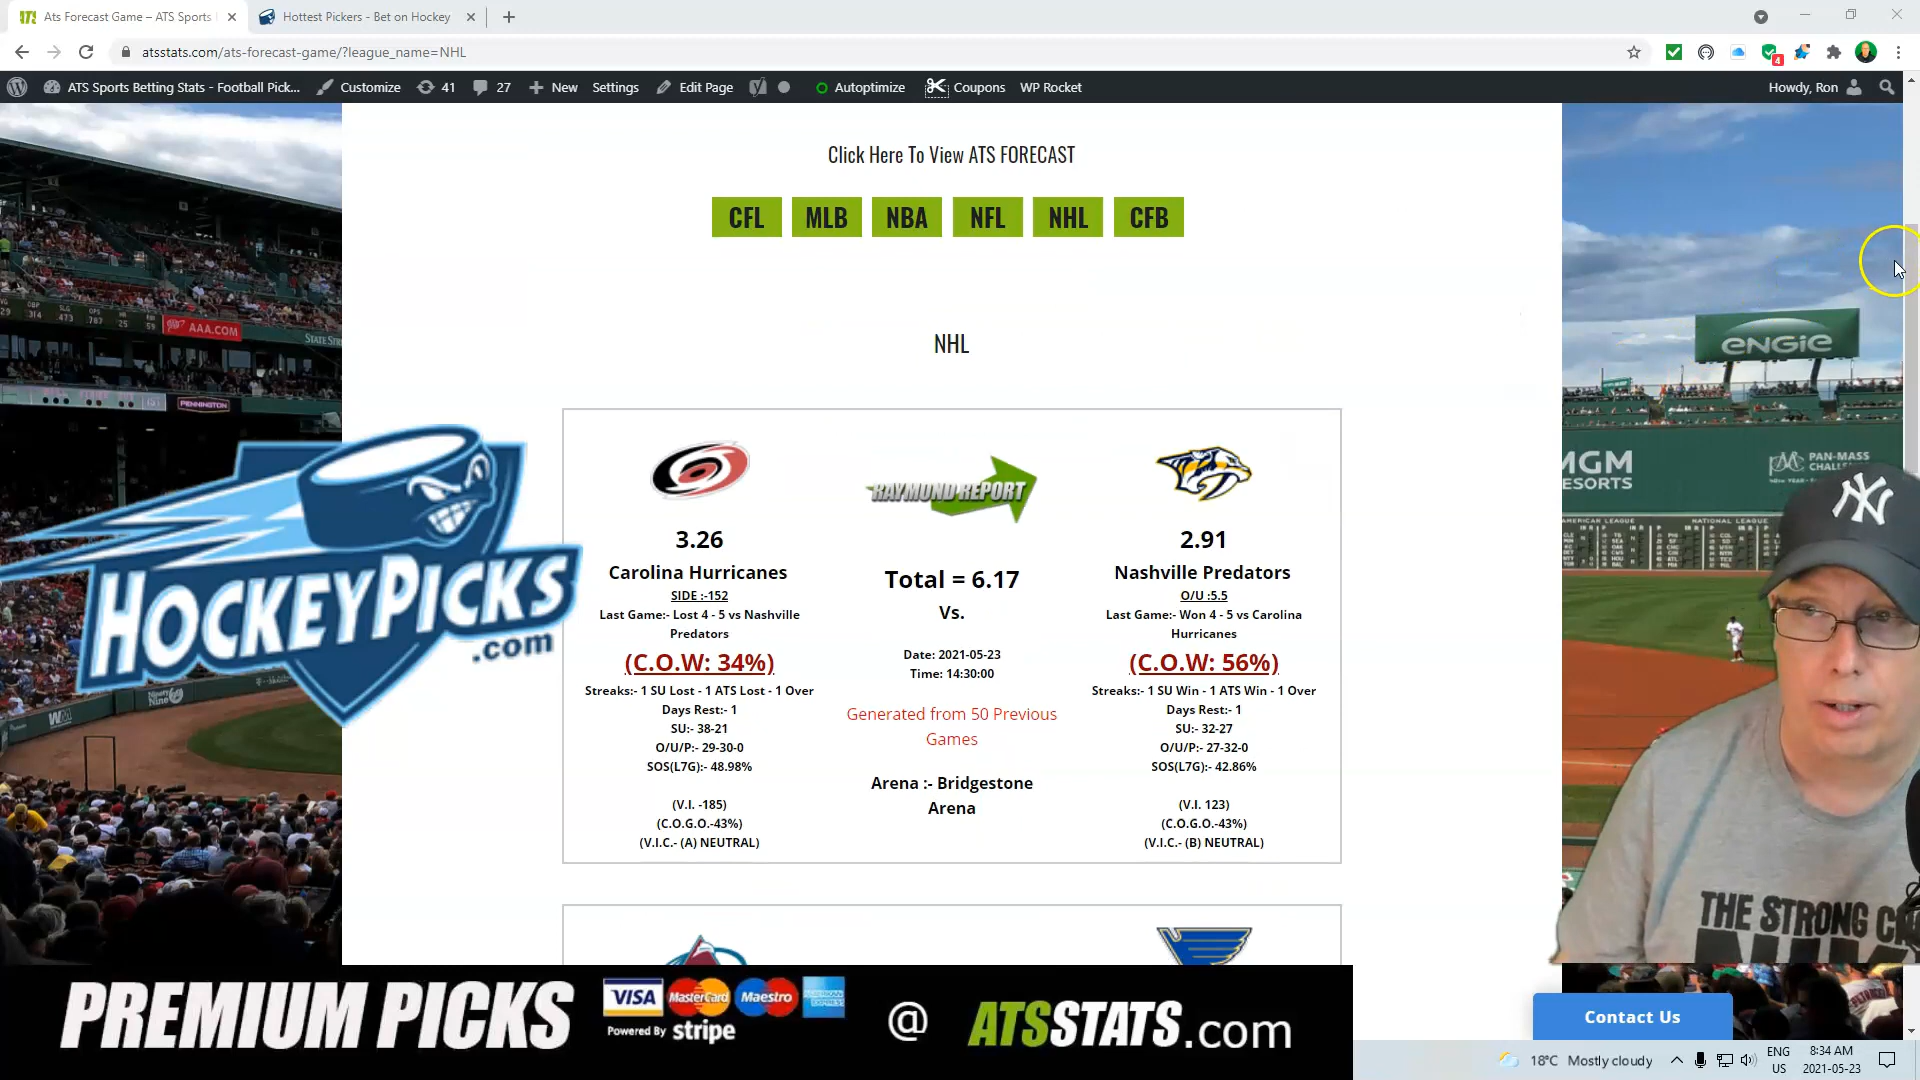 Ats Forecast Game – ATS Sports
Hottest Pickers - Bet on Hockey
atsstats.com/ats-forecast-game/?league_name=NHL
4
ATS Sports Betting Stats - Football Pick...
Customize
41
27
New
Settings
Edit Page
Autoptimize
Coupons
WP Rocket
Howdy, Ron
Click Here To View ATS FORECAST
CFL
MLB
NBA
NFL
NHL
CFB
NHL
RAYMOND REPORT
3.26
Carolina Hurricanes
SIDE :-152
Last Game:- Lost 4 - 5 vs Nashville
Predators
(C.O.W: 34%)
Streaks:- 1 SU Lost - 1 ATS Lost - 1 Over
Days Rest:- 1
SU:- 38-21
O/U/P:- 29-30-0
SOS(L7G):- 48.98%
(V.I. -185)
(C.O.G.O.-43%)
(V.I.C.- (A) NEUTRAL)
Total = 6.17
Vs.
Date: 2021-05-23
Time: 14:30:00
Generated from 50 Previous
Games
Arena :- Bridgestone
Arena
2.91
Nashville Predators
O/U :5.5
Last Game:- Won 4 - 5 vs Carolina
Hurricanes
(C.O.W: 56%)
Streaks:- 1 SU Win - 1 ATS Win - 1 Over
Days Rest:- 1
SU:- 32-27
O/U/P:- 27-32-0
SOS(L7G):- 42.86%
(V.I. 123)
(C.O.G.O.-43%)
(V.I.C.- (B) NEUTRAL)
HOCKEYPICKS
.com
AAA.COM
PENNINGTON
ENGIE
MGM
RESORTS
PAN-MASS
NY
THE STRONG
PREMIUM PICKS
VISA
MasterCard
Maestro
AMERICAN EXPRESS
Powered By stripe
@
ATSSTATS.com
Contact Us
18°C Mostly cloudy
ENG
US
8:34 AM
2021-05-23